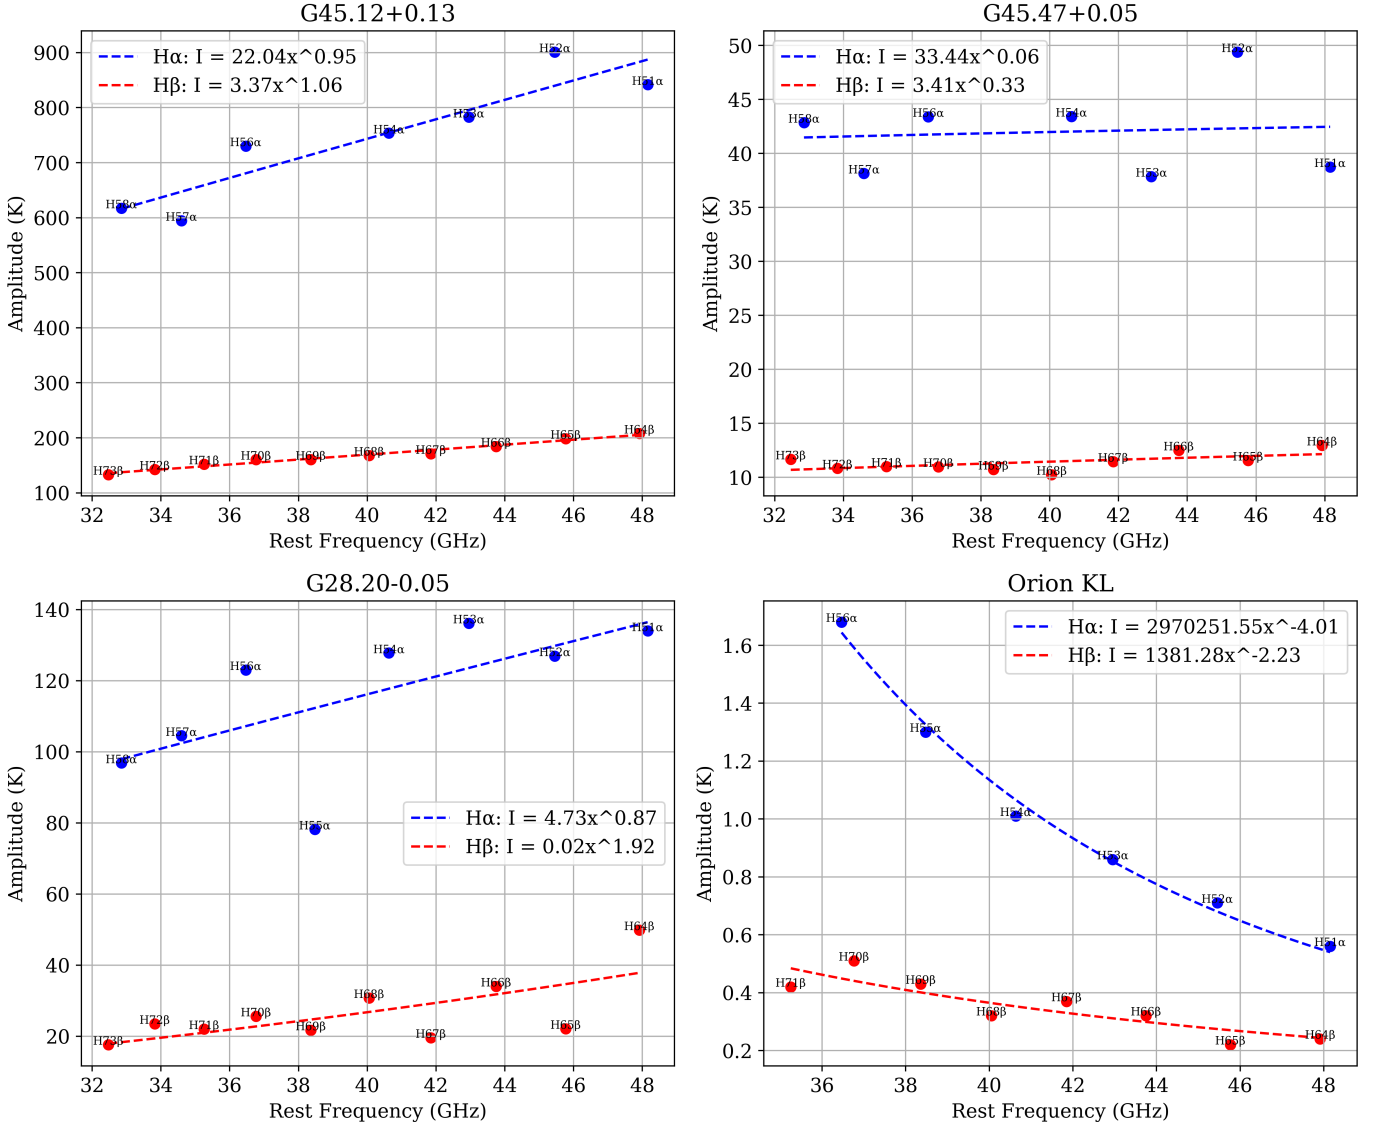 G45.12+0.13
Hα: I = 22.04x^0.95
Hβ: I = 3.37x^1.06
900
800
700
600
500
400
300
200
100
Amplitude (K)
H58α
H57α
H56α
H54α
H53α
H52α
H51α
H73β
H72β
H71β
H70β
H69β
H68β
H67β
H66β
H65β
H64β
32 34 36 38 40 42 44 46 48
Rest Frequency (GHz)
G45.47+0.05
Hα: I = 33.44x^0.06
Hβ: I = 3.41x^0.33
50
45
40
35
30
25
20
15
10
Amplitude (K)
H58α
H57α
H56α
H54α
H53α
H52α
H51α
H73β
H72β
H71β
H70β
H69β
H68β
H67β
H66β
H65β
H64β
32 34 36 38 40 42 44 46 48
Rest Frequency (GHz)
G28.20-0.05
Hα: I = 4.73x^0.87
Hβ: I = 0.02x^1.92
140
120
100
80
60
40
20
Amplitude (K)
H58α
H57α
H56α
H55α
H54α
H53α
H52α
H51α
H73β
H72β
H71β
H70β
H69β
H68β
H67β
H66β
H65β
H64β
32 34 36 38 40 42 44 46 48
Rest Frequency (GHz)
Orion KL
Hα: I = 2970251.55x^-4.01
Hβ: I = 1381.28x^-2.23
1.6
1.4
1.2
1.0
0.8
0.6
0.4
0.2
Amplitude (K)
H56α
H55α
H54α
H53α
H52α
H51α
H71β
H70β
H69β
H68β
H67β
H66β
H65β
H64β
36 38 40 42 44 46 48
Rest Frequency (GHz)